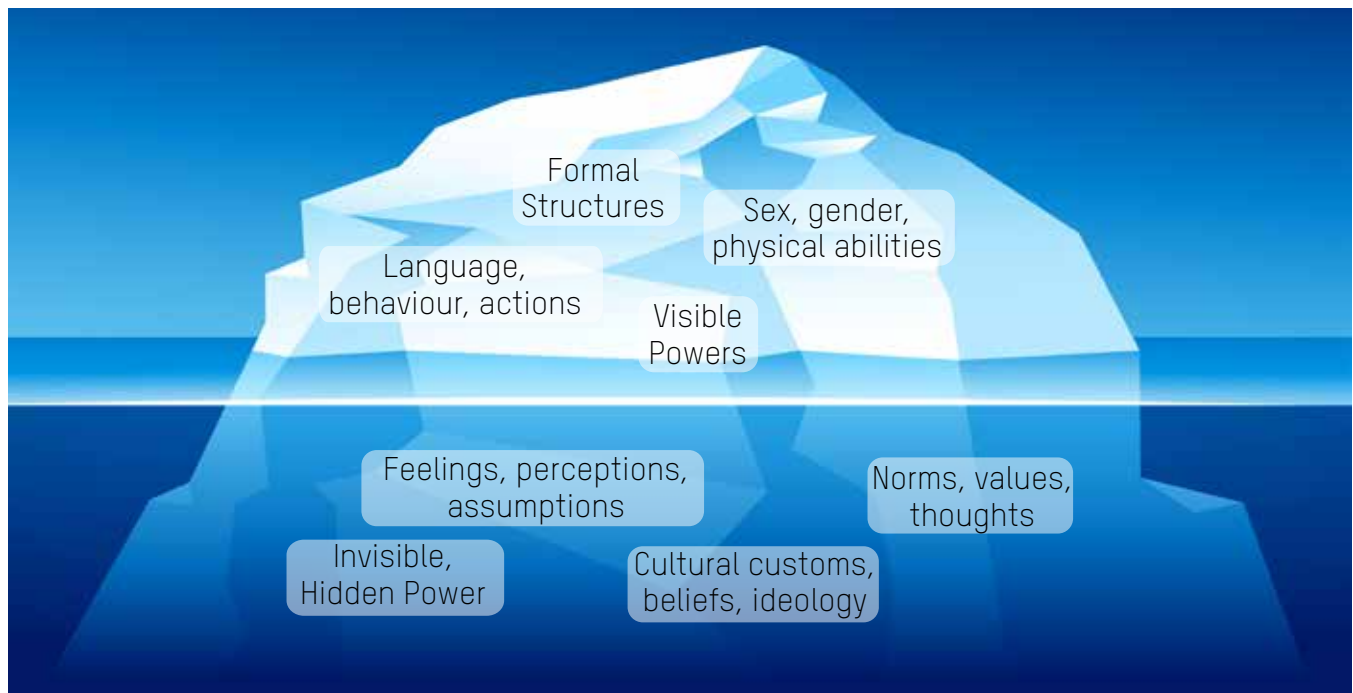 Formal
Structures
Sex, gender,
physical abilities
Language,
behaviour, actions
Visible
Powers
Feelings, perceptions,
assumptions
Norms, values,
thoughts
Invisible,
Hidden Power
Cultural customs,
beliefs, ideology